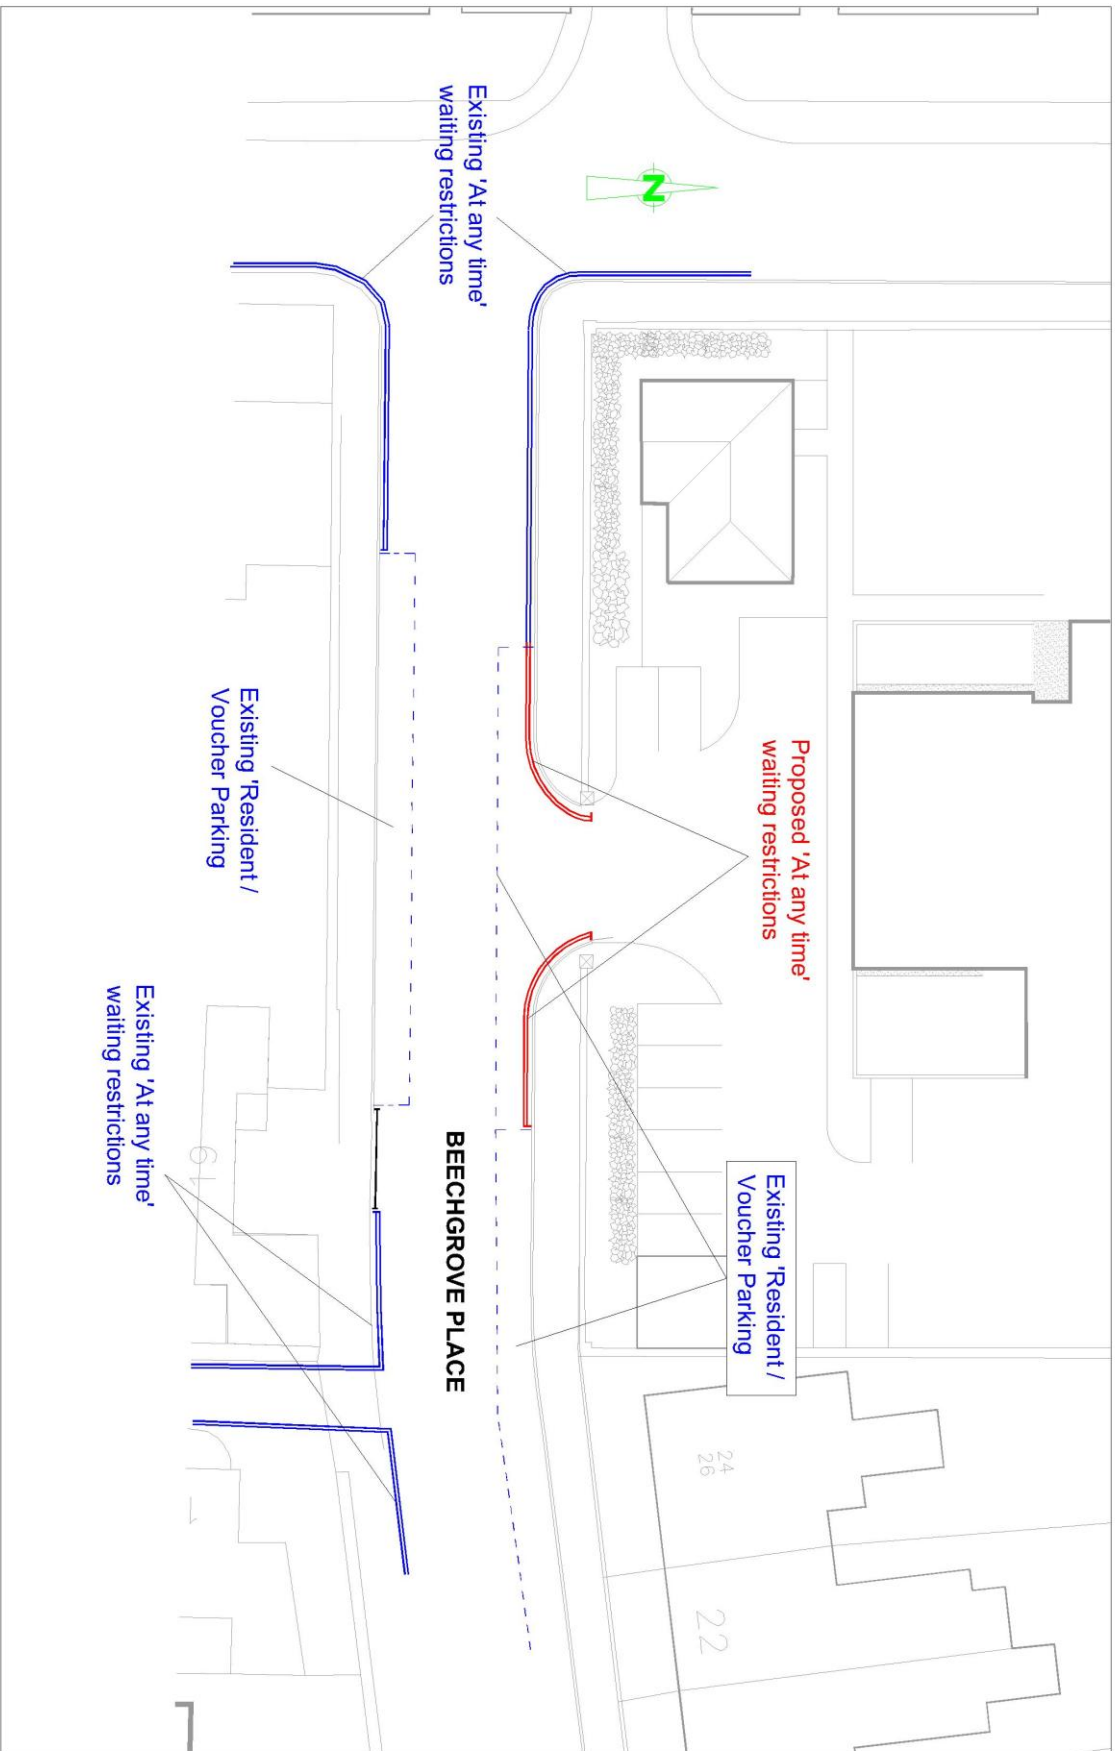 Existing 'At any time'
waiting restrictions
N
Proposed 'At any time'
waiting restrictions
Existing 'Resident /
Voucher Parking
Existing 'Resident /
Voucher Parking
BEECHGROVE PLACE
Existing 'At any time'
waiting restrictions
24
26
22
19
1